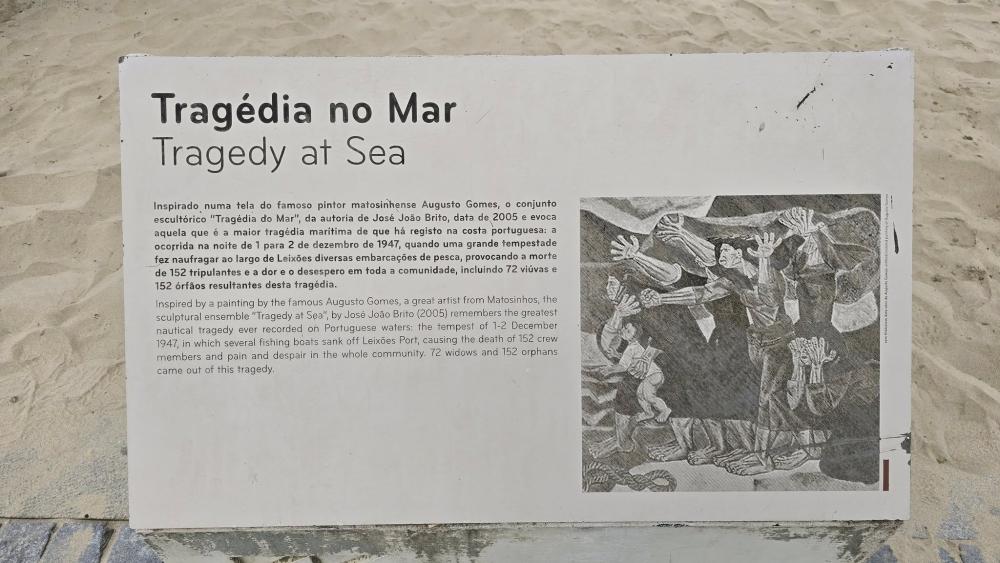 Tragédia no Mar
Tragedy at Sea
Inspirado numa tela do famoso pintor matosinhense Augusto Gomes, o conjunto
escultórico "Tragédia do Mar", da autoria de José João Brito, data de 2005 e evoca
aquela que é a maior tragédia marítima de que há registo na costa portuguesa: a
ocorrida na noite de 1 para 2 de dezembro de 1947, quando uma grande tempestade
fez naufragar ao largo de Leixões diversas embarcações de pesca, provocando a morte
de 152 tripulantes e a dor e o desespero em toda a comunidade, incluindo 72 viúvas e
152 órfãos resultantes desta tragédia.
Inspired by a painting by the famous Augusto Gomes, a great artist from Matosinhos, the
sculptural ensemble "Tragedy at Sea", by José João Brito (2005) remembers the greatest
nautical tragedy ever recorded on Portuguese waters: the tempest of 1-2 December
1947, in which several fishing boats sank off Leixões Port, causing the death of 152 crew
members and pain and despair in the whole community. 72 widows and 152 orphans
came out of this tragedy.